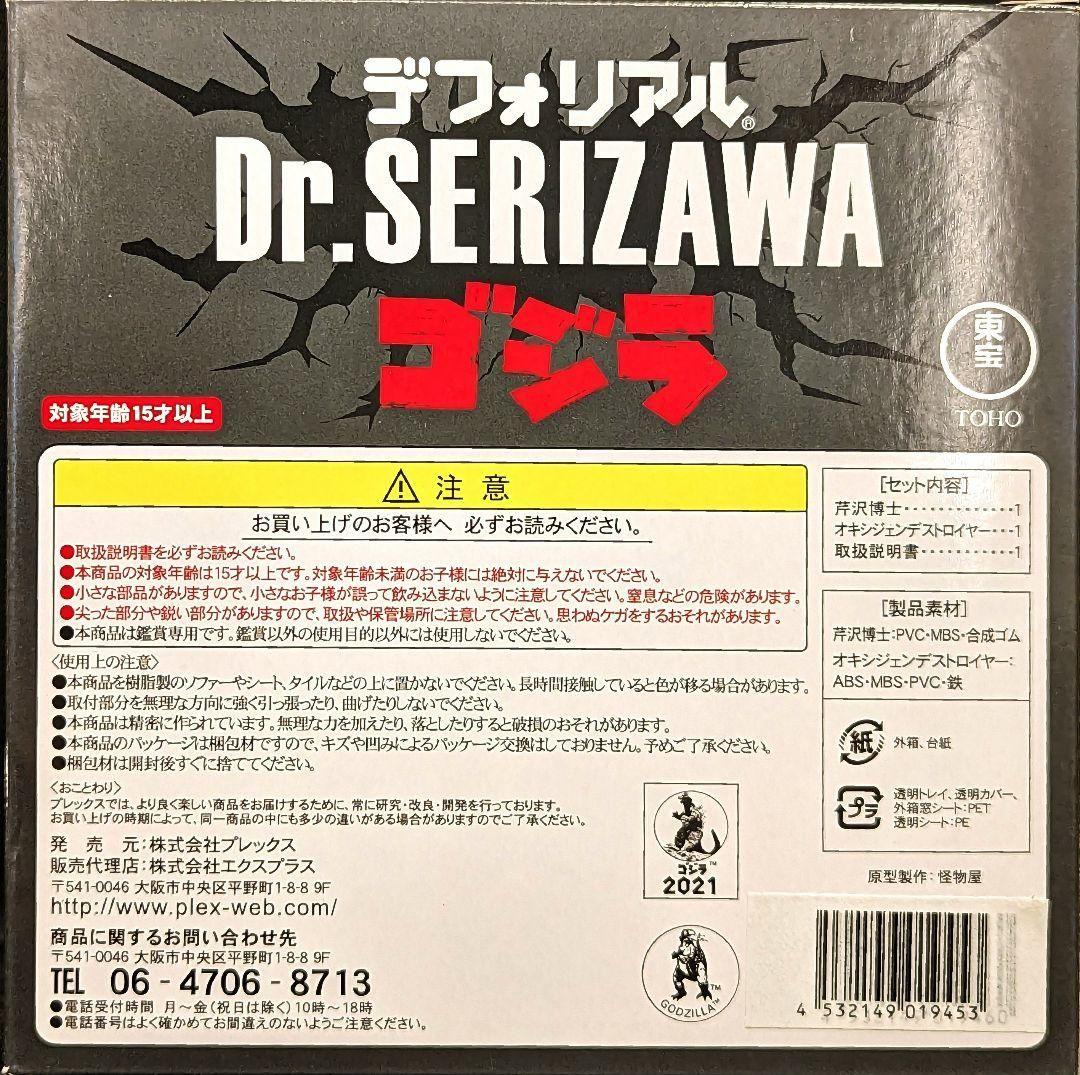 デフォリアル®
Dr.SERIZAWA
ゴジラ
東宝
TOHO
対象年齢15才以上
⚠ 注意
お買い上げのお客様へ 必ずお読みください。
●取扱説明書を必ずお読みください。
●本商品の対象年齢は15才以上です。対象年齢未満のお子様には絶対に与えないでください。
●小さな部品がありますので、小さなお子様が誤って飲み込まないように注意してください。窒息などの危険があります。
●尖った部分や鋭い部分がありますので、取扱や保管場所に注意してください。思わぬケガをするおそれがあります。
●本商品は鑑賞専用です。鑑賞以外の使用目的以外には使用しないでください。
〈使用上の注意〉
●本商品を樹脂製のソファーやシート、タイルなどの上に置かないでください。長時間接触していると色が移る場合があります。
●取付部分を無理な方向に強く引っ張ったり、曲げたりしないでください。
●本商品は精密に作られています。無理な力を加えたり、落としたりすると破損のおそれがあります。
●本商品のパッケージは梱包材ですので、キズや凹みによるパッケージ交換はしておりません。予めご了承ください。
●梱包材は開封後すぐに捨ててください。
〈おことわり〉
プレックスでは、より良く楽しい商品をお届けするために、常に研究・改良・開発を行っております。
お買い上げの時期によって、同一商品の中にも多少の違いがある場合がありますのでご了承ください。
発売元:株式会社プレックス
販売代理店:株式会社エクスプラス
〒541-0046 大阪市中央区平野町1-8-8 9F
http://www.plex-web.com/
商品に関するお問い合わせ先
〒541-0046 大阪市中央区平野町1-8-8 9F
TEL 06-4706-8713
●電話受付時間 月～金(祝日は除く)10時～18時
●電話番号はよく確かめてお間違えのないようご注意ください。
[セット内容]
芹沢博士・・・・・・・・・・・・・1
オキシジェンデストロイヤー・・・1
取扱説明書・・・・・・・・・・・1
[製品素材]
芹沢博士:PVC・MBS・合成ゴム
オキシジェンデストロイヤー:
ABS・MBS・PVC・鉄
紙
外箱、台紙
プラ
透明トレイ、透明カバー、
外箱窓シート:PET
透明シート:PE
原型製作:怪物屋
ゴジラ™
2021
GODZILLA™
4 532149 019453